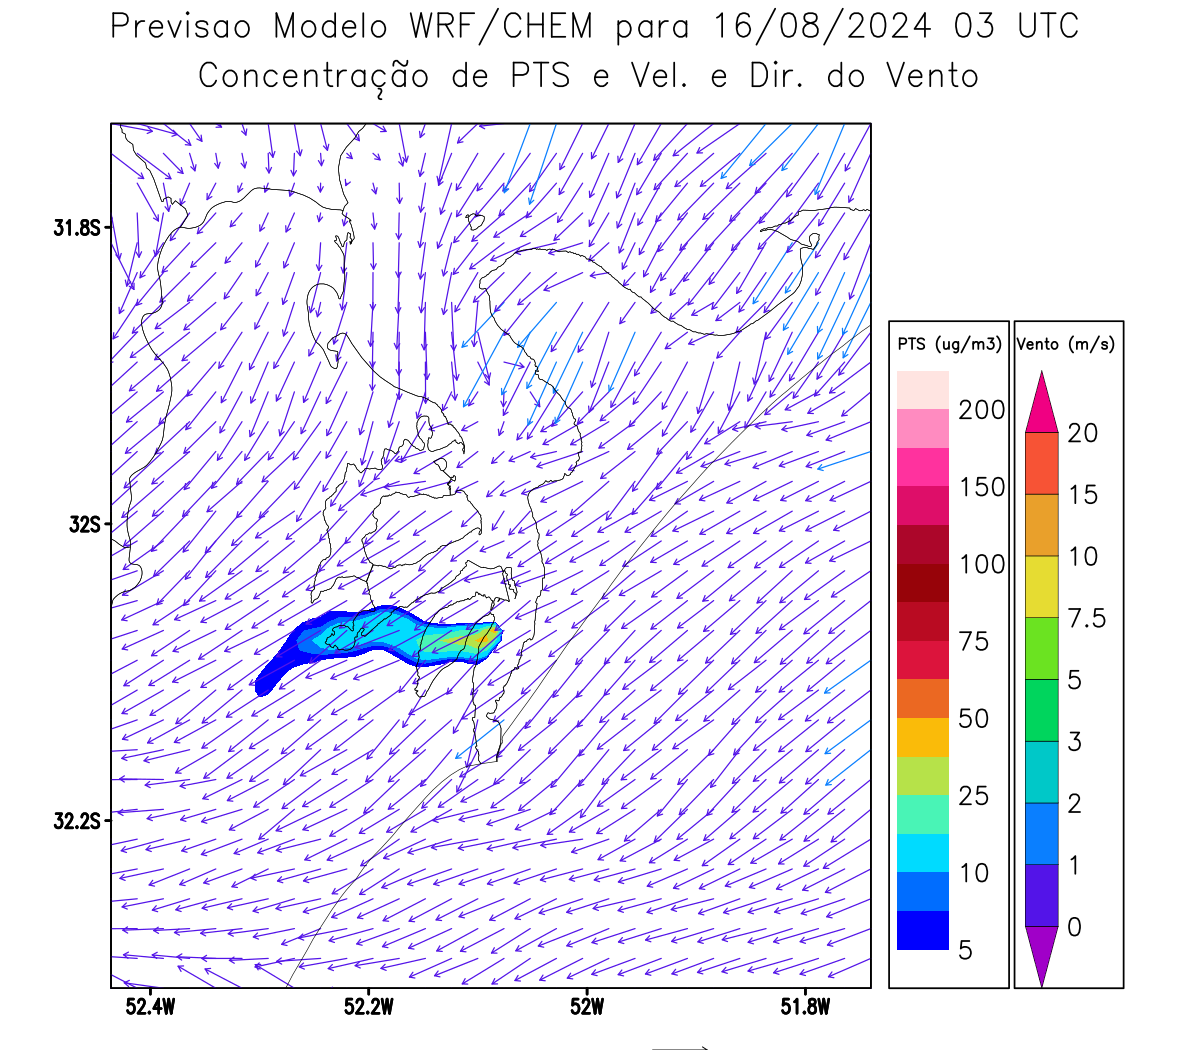 Previsao Modelo WRF/CHEM para 16/08/2024 03 UTC
Concentração de PTS e Vel. e Dir. do Vento
31.8S
32S
32.2S
52.4W
52.2W
52W
51.8W
PTS (ug/m3)
200
150
100
75
50
25
10
5
Vento (m/s)
20
15
10
7.5
5
3
2
1
0